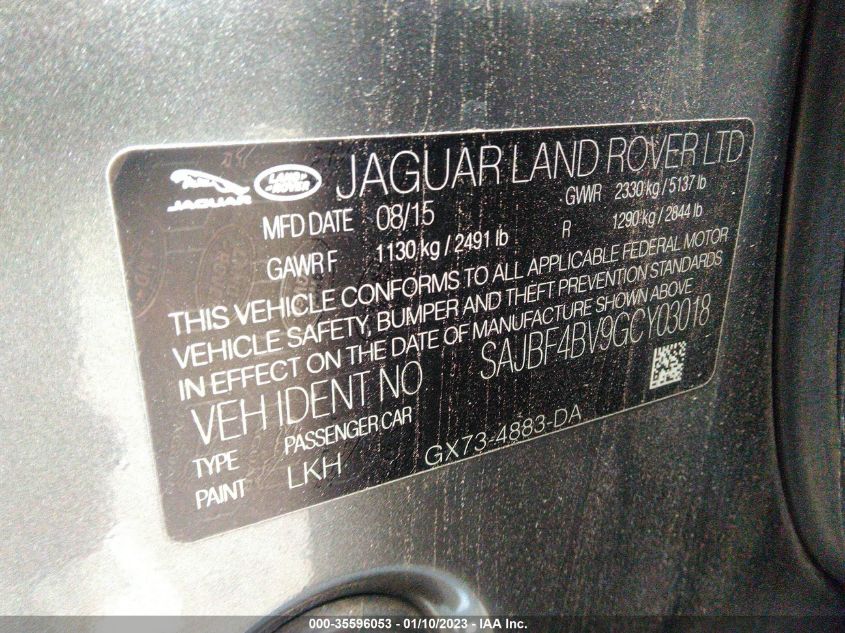 JAGUAR LAND ROVER JAGUAR LAND ROVER LTD
MFD DATE 08/15 GWWR 2330 kg / 5137 lb
GAWR F 1130 kg / 2491 lb R 1290 kg / 2844 lb
THIS VEHICLE CONFORMS TO ALL APPLICABLE FEDERAL MOTOR
VEHICLE SAFETY, BUMPER AND THEFT PREVENTION STANDARDS
IN EFFECT ON THE DATE OF MANUFACTURE SHOWN ABOVE
VEH IDENT NO SAJBF4BV9GCY03018
TYPE PASSENGER CAR
PAINT LKH GX73-4883-DA
000-35596053 - 01/10/2023 - IAA Inc.